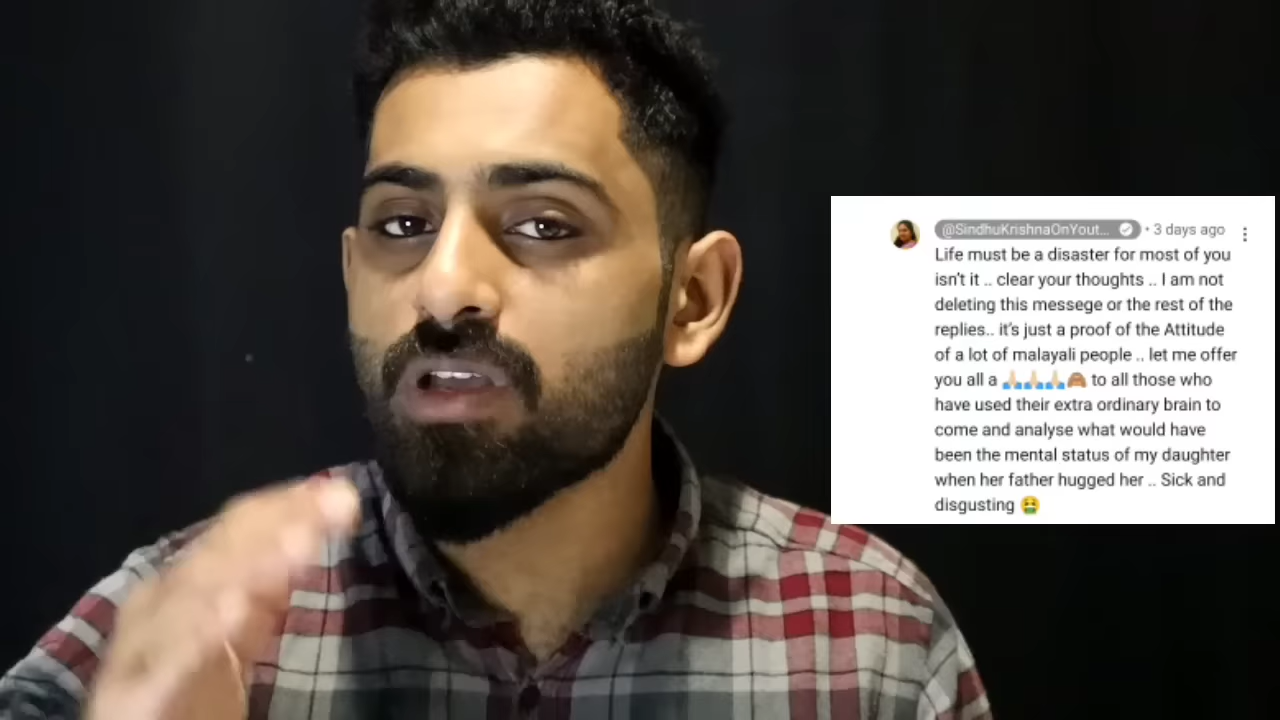 @SindhuKrishnaOnYout... • 3 days ago
Life must be a disaster for most of you
isn't it .. clear your thoughts .. I am not
deleting this messege or the rest of the
replies.. it's just a proof of the Attitude
of a lot of malayali people .. let me offer
you all a 🙏🏻🙏🏻🙏🏻🙈 to all those who
have used their extra ordinary brain to
come and analyse what would have
been the mental status of my daughter
when her father hugged her .. Sick and
disgusting 🤮